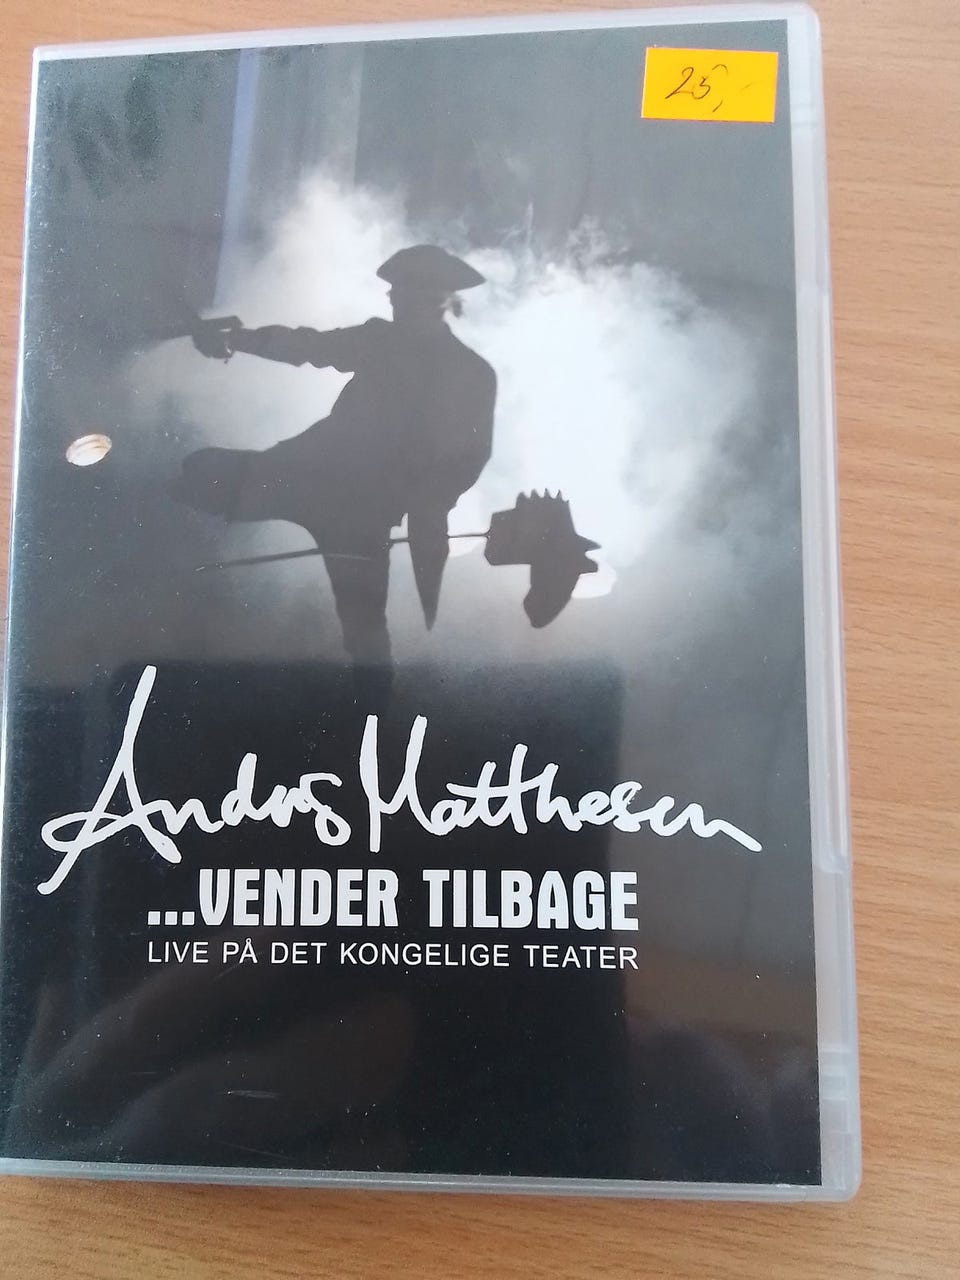 25,-
Anders Matthesen
...VENDER TILBAGE
LIVE PÅ DET KONGELIGE TEATER